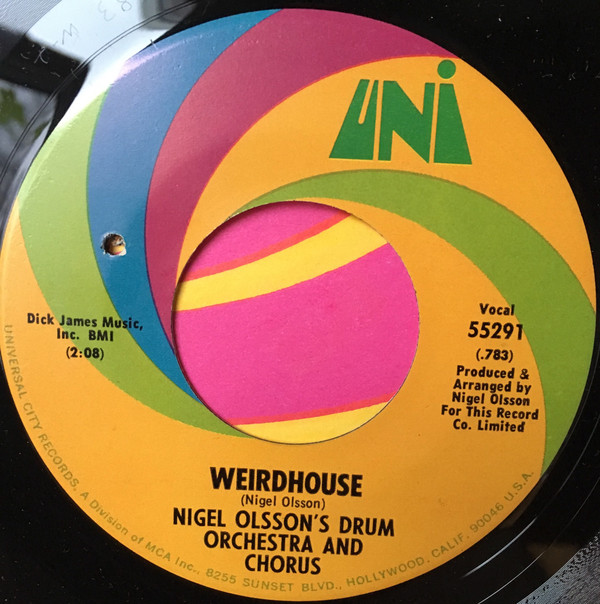 UNI
Dick James Music,
Inc. BMI
(2:08)
Vocal
55291
(.783)
Produced &
Arranged by
Nigel Olsson
For This Record
Co. Limited
WEIRDHOUSE
(Nigel Olsson)
NIGEL OLSSON'S DRUM
ORCHESTRA AND
CHORUS
UNIVERSAL CITY RECORDS, A Division of MCA Inc., 8255 SUNSET BLVD., HOLLYWOOD, CALIF. 90046 U.S.A.